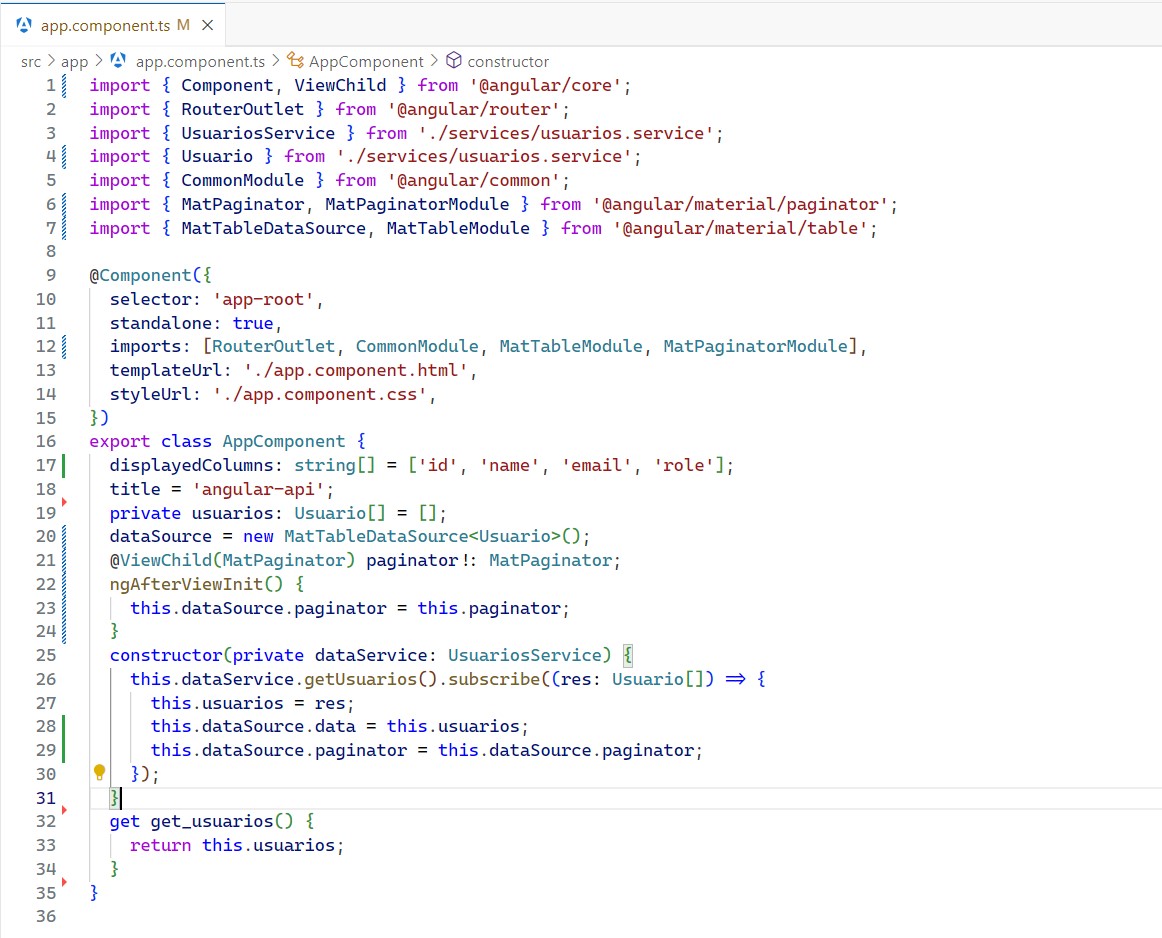 app.component.ts M
src > app > app.component.ts > AppComponent > constructor
1 import { Component, ViewChild } from '@angular/core';
2 import { RouterOutlet } from '@angular/router';
3 import { UsuariosService } from './services/usuarios.service';
4 import { Usuario } from './services/usuarios.service';
5 import { CommonModule } from '@angular/common';
6 import { MatPaginator, MatPaginatorModule } from '@angular/material/paginator';
7 import { MatTableDataSource, MatTableModule } from '@angular/material/table';
8
9 @Component({
10   selector: 'app-root',
11   standalone: true,
12   imports: [RouterOutlet, CommonModule, MatTableModule, MatPaginatorModule],
13   templateUrl: './app.component.html',
14   styleUrl: './app.component.css',
15 })
16 export class AppComponent {
17   displayedColumns: string[] = ['id', 'name', 'email', 'role'];
18   title = 'angular-api';
19   private usuarios: Usuario[] = [];
20   dataSource = new MatTableDataSource<Usuario>();
21   @ViewChild(MatPaginator) paginator!: MatPaginator;
22   ngAfterViewInit() {
23     this.dataSource.paginator = this.paginator;
24   }
25   constructor(private dataService: UsuariosService) {
26     this.dataService.getUsuarios().subscribe((res: Usuario[]) => {
27       this.usuarios = res;
28       this.dataSource.data = this.usuarios;
29       this.dataSource.paginator = this.dataSource.paginator;
30     });
31   }
32   get get_usuarios() {
33     return this.usuarios;
34   }
35 }
36